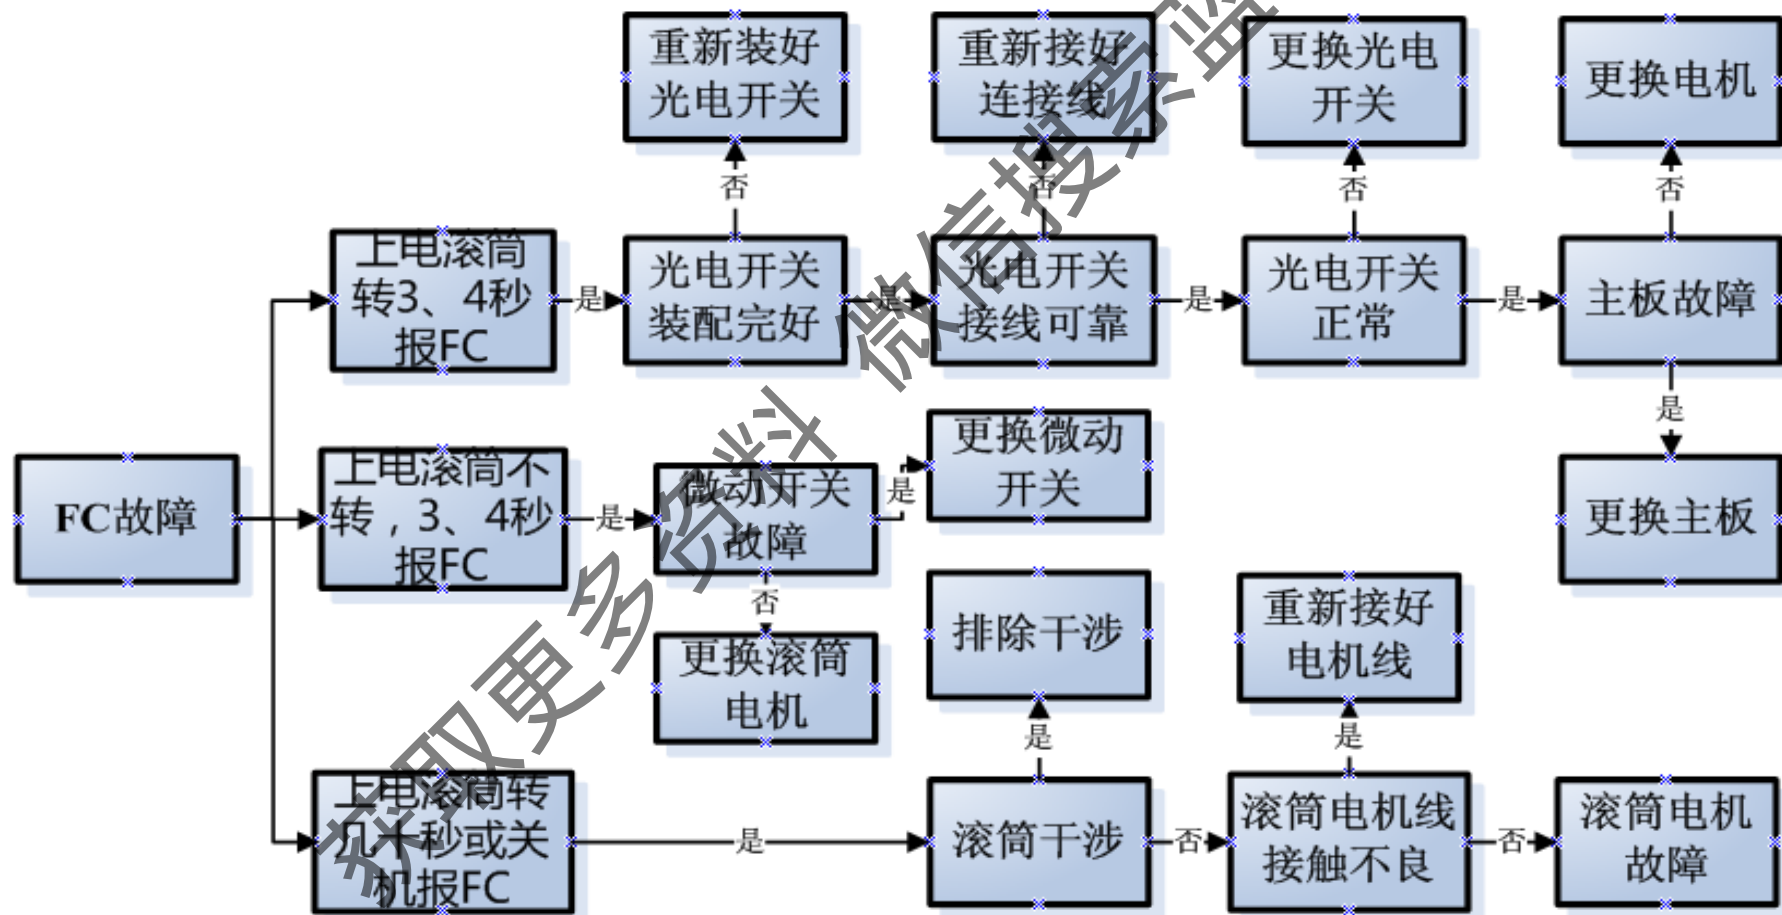 重新装好
光电开关
重新接好
连接线
更换光电
开关
更换电机
否
否
否
否
上电滚筒
转3、4秒
报FC
是
光电开关
装配完好
是
光电开关
接线可靠
是
光电开关
正常
是
主板故障
是
更换主板
FC故障
上电滚筒不
转，3、4秒
报FC
是
微动开关
故障
是
更换微动
开关
否
更换滚筒
电机
排除干涉
重新接好
电机线
是
是
上电滚筒转
几十秒或关
机报FC
是
滚筒干涉
否
滚筒电机线
接触不良
否
滚筒电机
故障
获取更多资料 微信搜索蓝